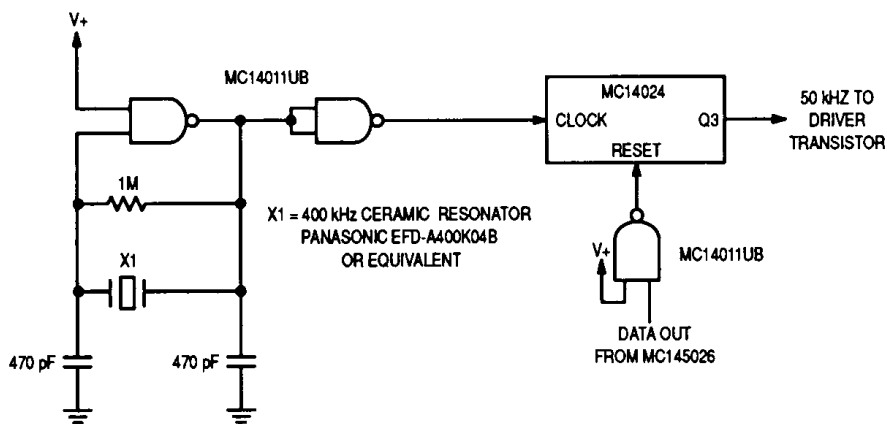 V+
MC14011UB
MC14024
CLOCK
Q3
RESET
50 kHZ TO
DRIVER
TRANSISTOR
1M
X1 = 400 kHz CERAMIC RESONATOR
PANASONIC EFD-A400K04B
OR EQUIVALENT
X1
V+
MC14011UB
DATA OUT
FROM MC145026
470 pF
470 pF